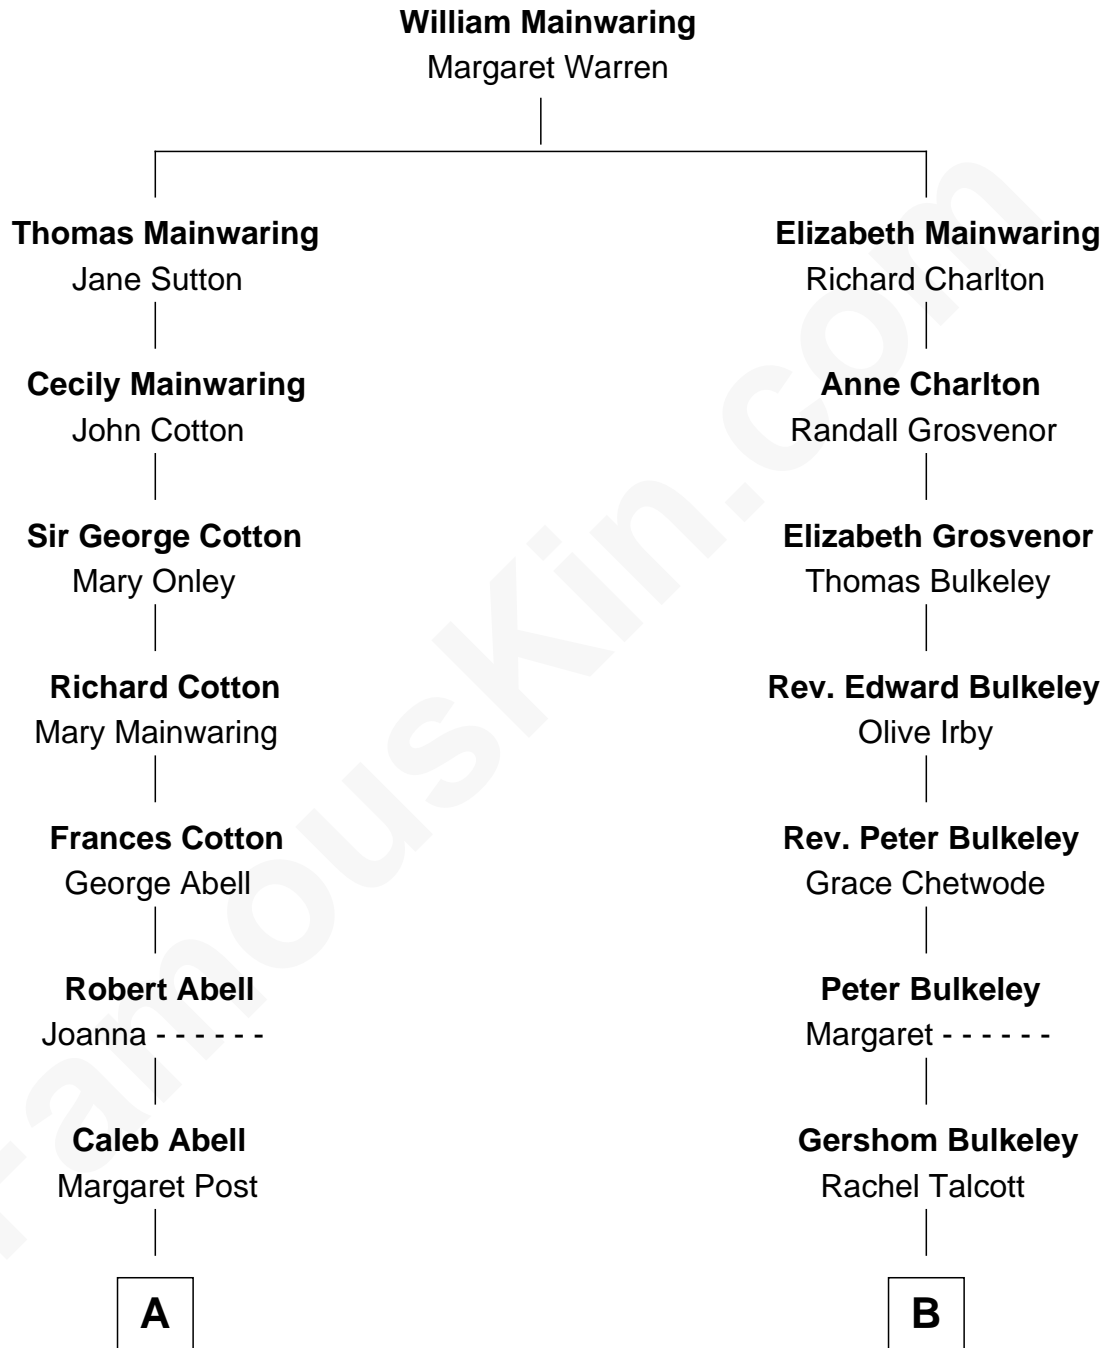 William Mainwaring
Margaret Warren
Thomas Mainwaring
Jane Sutton
Elizabeth Mainwaring
Richard Charlton
Cecily Mainwaring
John Cotton
Anne Charlton
Randall Grosvenor
Sir George Cotton
Mary Onley
Elizabeth Grosvenor
Thomas Bulkeley
Richard Cotton
Mary Mainwaring
Rev. Edward Bulkeley
Olive Irby
Frances Cotton
George Abell
Rev. Peter Bulkeley
Grace Chetwode
Robert Abell
Joanna - - - - - -
Peter Bulkeley
Margaret - - - - - -
Caleb Abell
Margaret Post
Gershom Bulkeley
Rachel Talcott
A
B
FamousKin.com